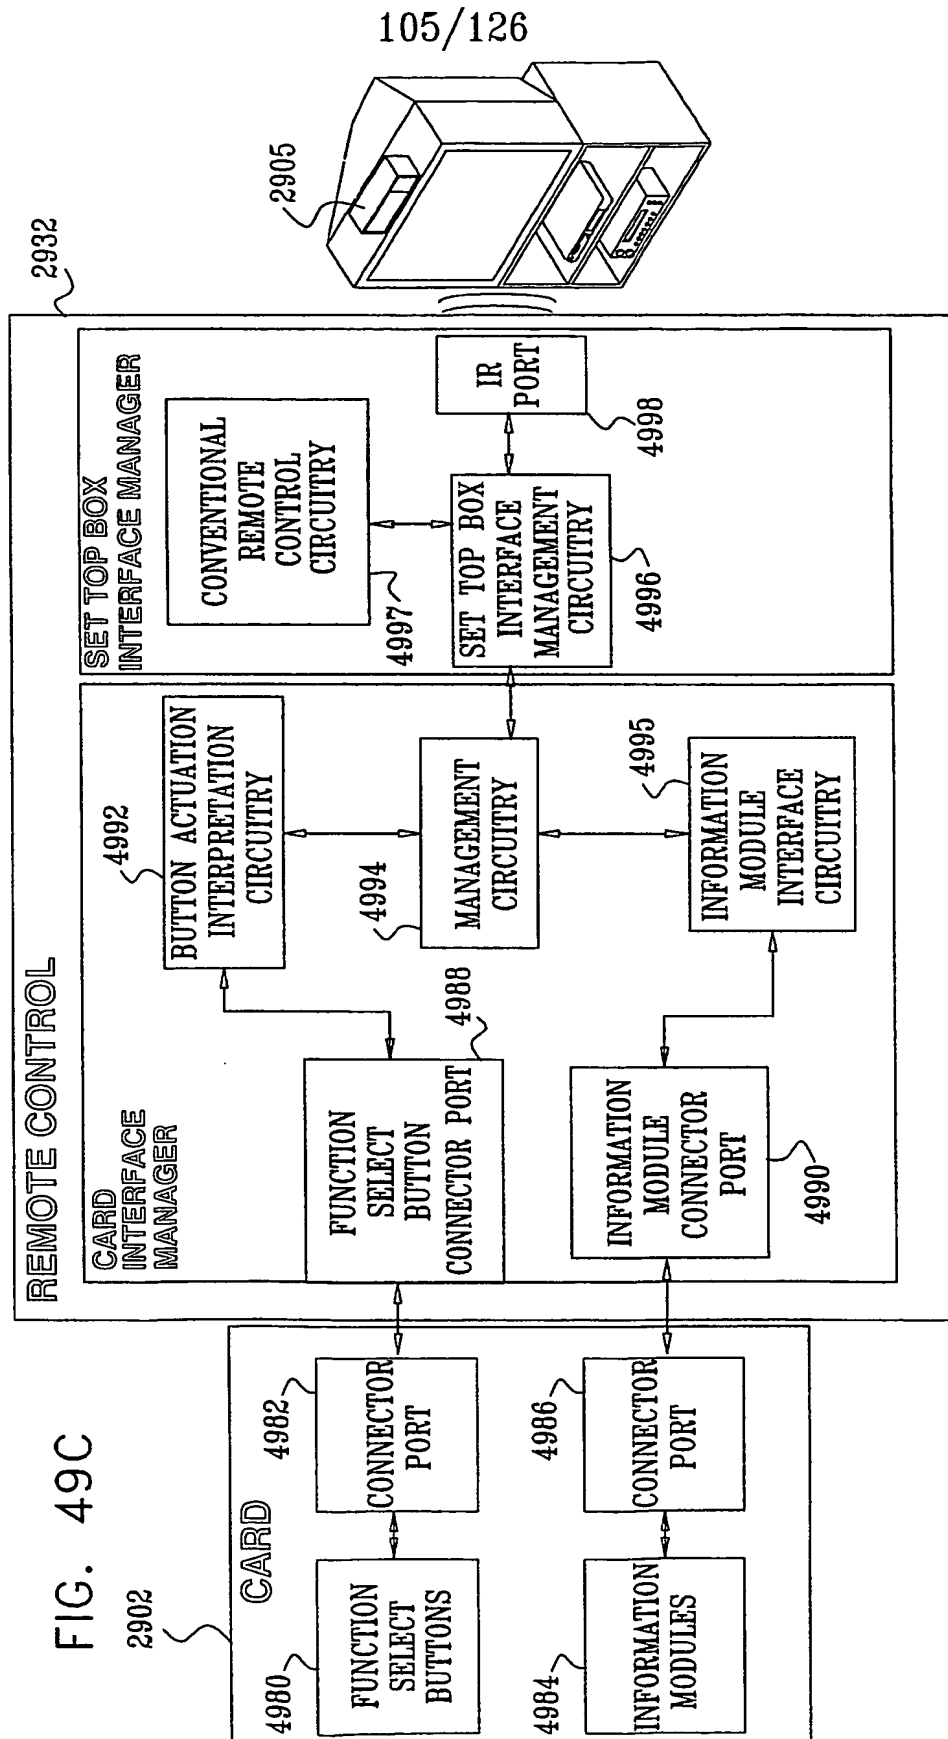 105/126
FIG. 49C
2902
CARD
4980
FUNCTION
SELECT
BUTTONS
4982
CONNECTOR
PORT
4984
INFORMATION
MODULES
4986
CONNECTOR
PORT
REMOTE CONTROL
2932
CARD
INTERFACE
MANAGER
FUNCTION
SELECT
BUTTON
CONNECTOR PORT
4988
INFORMATION
MODULE
CONNECTOR
PORT
4990
4992
BUTTON ACTUATION
INTERPRETATION
CIRCUITRY
4994
MANAGEMENT
CIRCUITRY
4995
INFORMATION
MODULE
INTERFACE
CIRCUITRY
SET TOP BOX
INTERFACE MANAGER
CONVENTIONAL
REMOTE
CONTROL
CIRCUITRY
4997
SET TOP BOX
INTERFACE
MANAGEMENT
CIRCUITRY
4996
IR
PORT
4998
2905